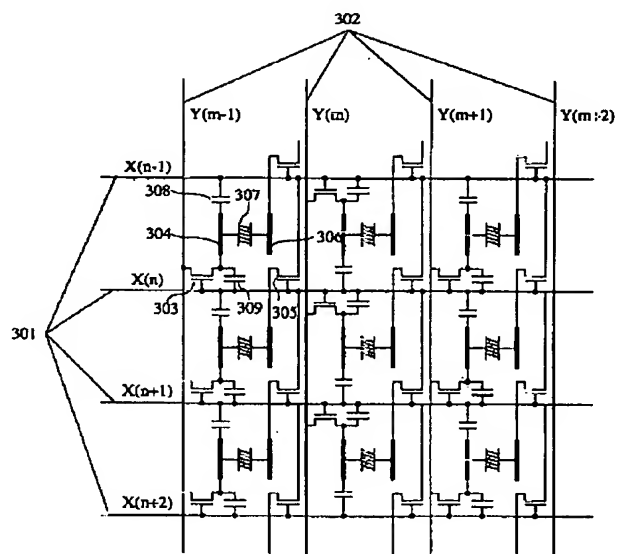 302
Y(m-1)
Y(m)
Y(m+1)
Y(m+2)
X(n-1)
308
307
304
306
X(n)
303
309
305
301
X(n+1)
X(n+2)